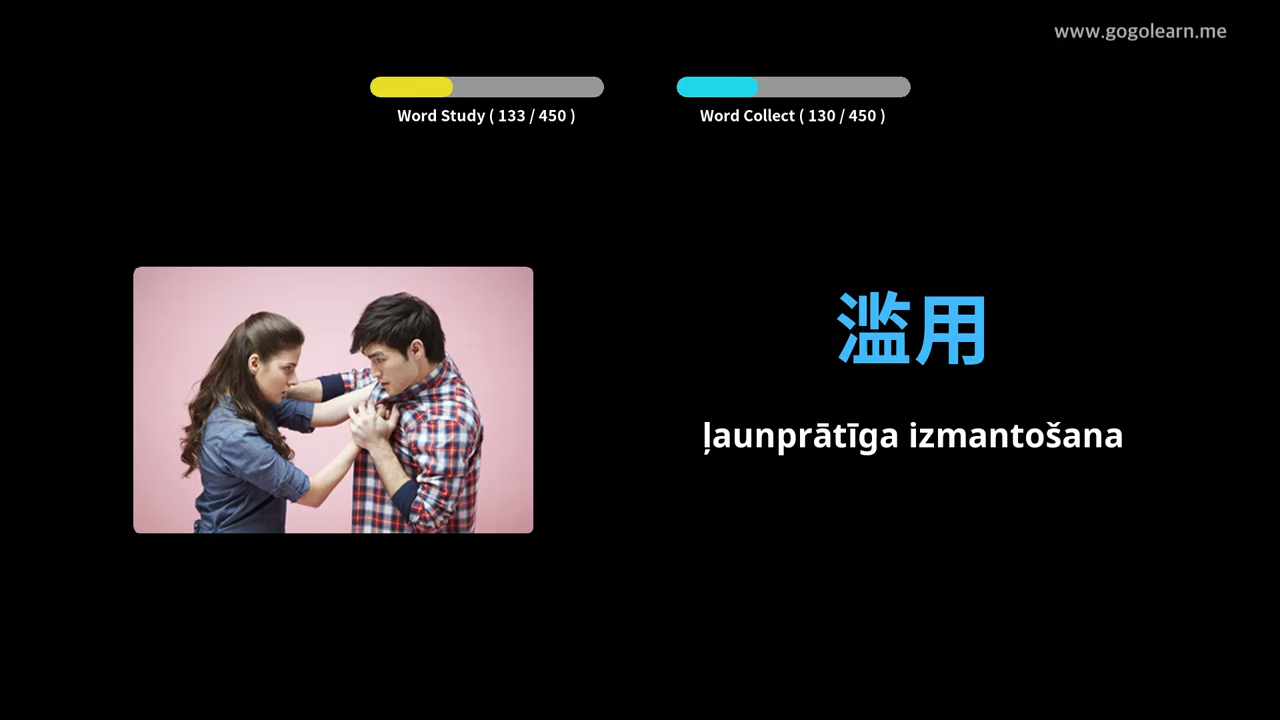 www.gogolearn.me
Word Study ( 133 / 450 )
Word Collect ( 130 / 450 )
滥用
ļaunprātīga izmantošana